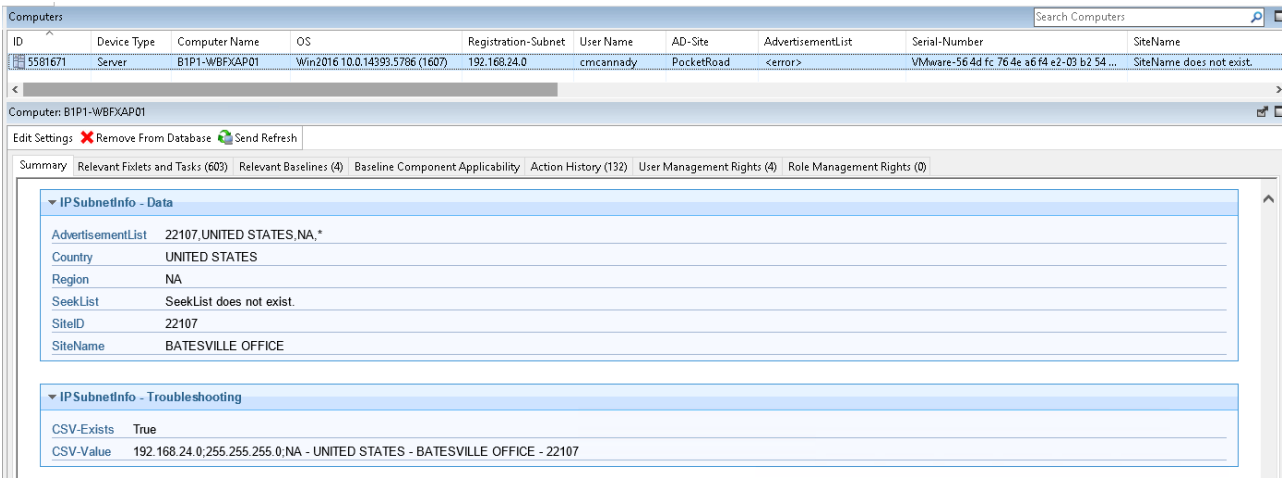 Computers
Search Computers
ID Device Type Computer Name OS Registration-Subnet User Name AD-Site AdvertisementList Serial-Number SiteName
5581671 Server B1P1-WBFXAP01 Win2016 10.0.14393.5786 (1607) 192.168.24.0 cmcannady PocketRoad <error> VMware-56 4d fc 76 4e a6 f4 e2-03 b2 54 ... SiteName does not exist.
Computer: B1P1-WBFXAP01
Edit Settings Remove From Database Send Refresh
Summary Relevant Fixlets and Tasks (603) Relevant Baselines (4) Baseline Component Applicability Action History (132) User Management Rights (4) Role Management Rights (0)
IPSubnetInfo - Data
AdvertisementList 22107,UNITED STATES,NA,*
Country UNITED STATES
Region NA
SeekList SeekList does not exist.
SiteID 22107
SiteName BATESVILLE OFFICE
IPSubnetInfo - Troubleshooting
CSV-Exists True
CSV-Value 192.168.24.0;255.255.255.0;NA - UNITED STATES - BATESVILLE OFFICE - 22107